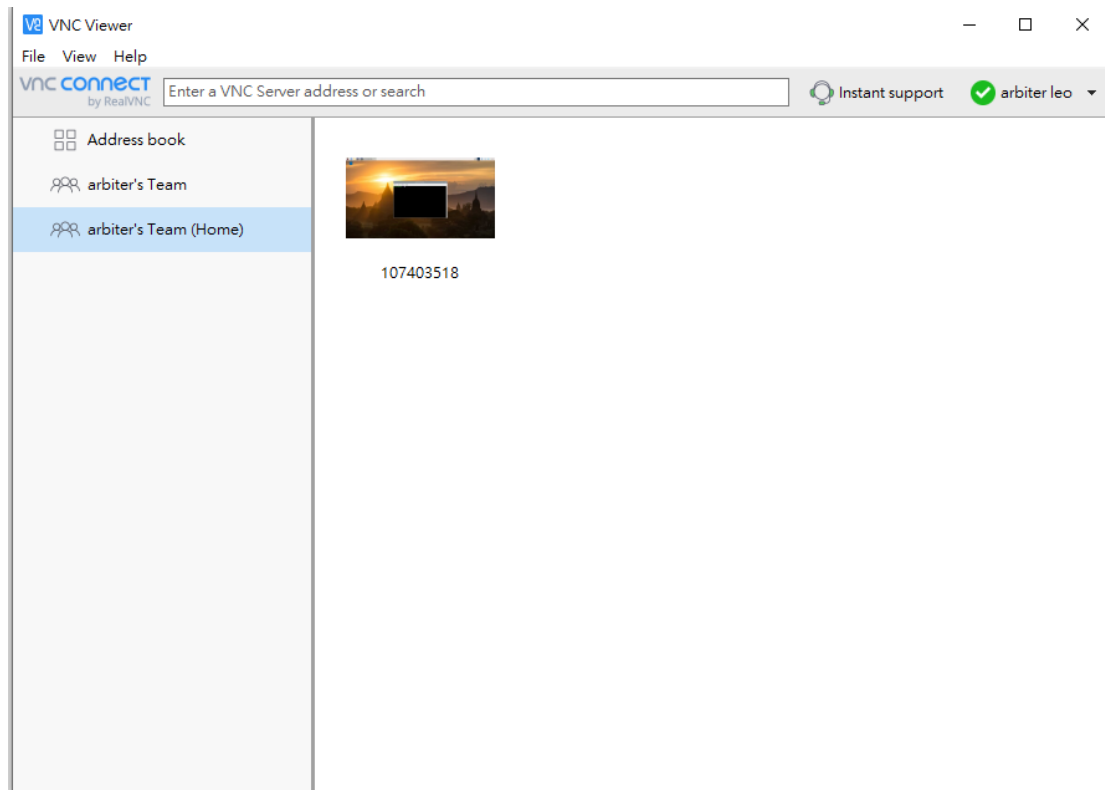 VNC Viewer
File View Help
vnc connect
by RealVNC
Enter a VNC Server address or search
Instant support
arbiter leo
Address book
arbiter's Team
arbiter's Team (Home)
107403518